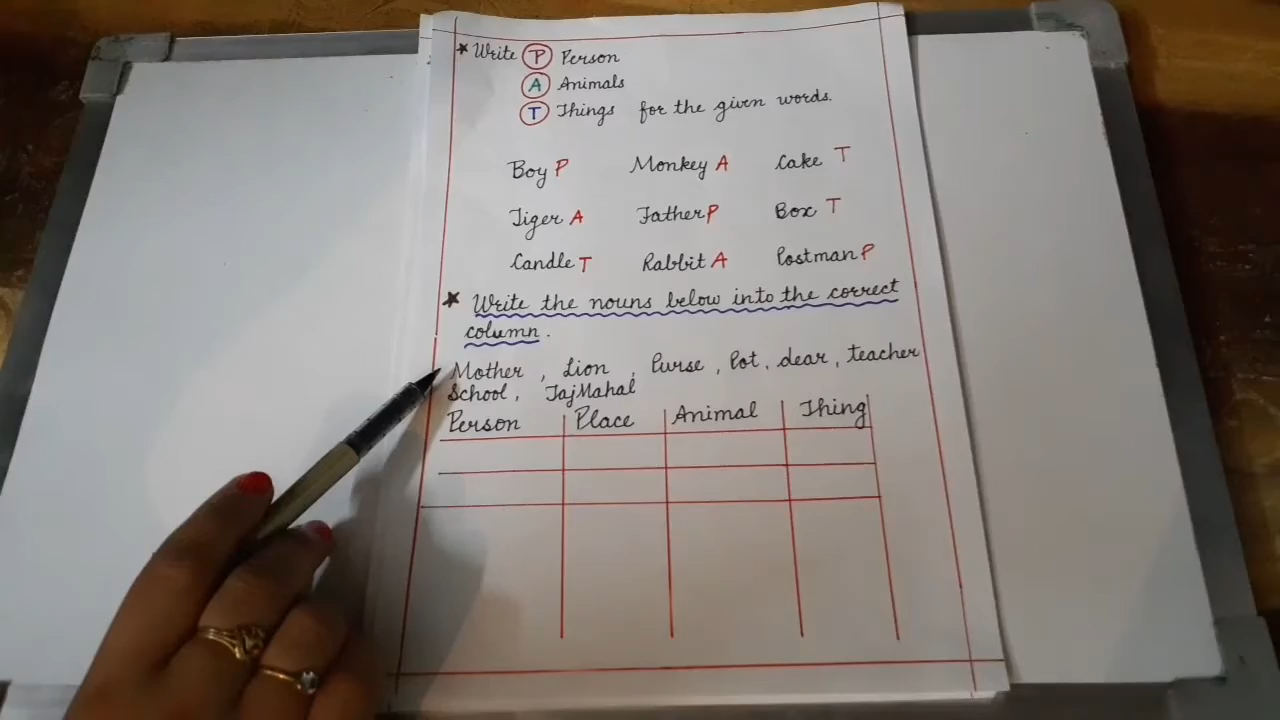 ★ Write P Person
A Animals
T Things for the given words.
Boy P Monkey A Cake T
Tiger A Father P Box T
Candle T Rabbit A Postman P
★ Write the nouns below into the correct
column.
Mother , Lion , Purse , Pot , dear , teacher
School , TajMahal
Person Place Animal Thing